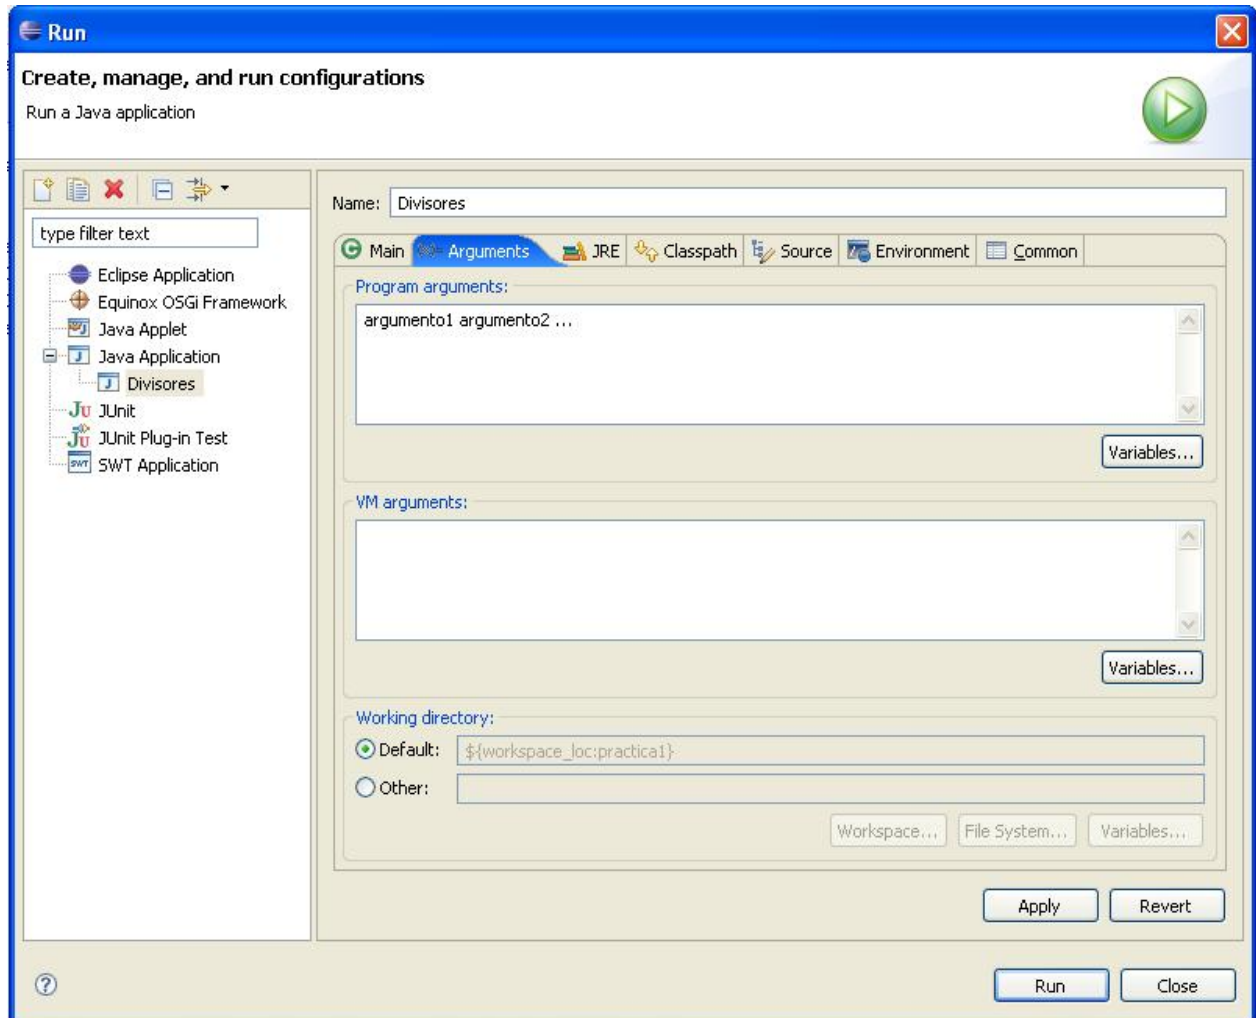 Run
Create, manage, and run configurations
Run a Java application
type filter text
Eclipse Application
Equinox OSGi Framework
Java Applet
Java Application
Divisores
JUnit
JUnit Plug-in Test
SWT Application
Name: Divisores
Main Arguments JRE Classpath Source Environment Common
Program arguments:
argumento1 argumento2 ...
Variables...
VM arguments:
Variables...
Working directory:
Default: ${workspace_loc:practica1}
Other:
Workspace... File System... Variables...
Apply Revert
Run Close